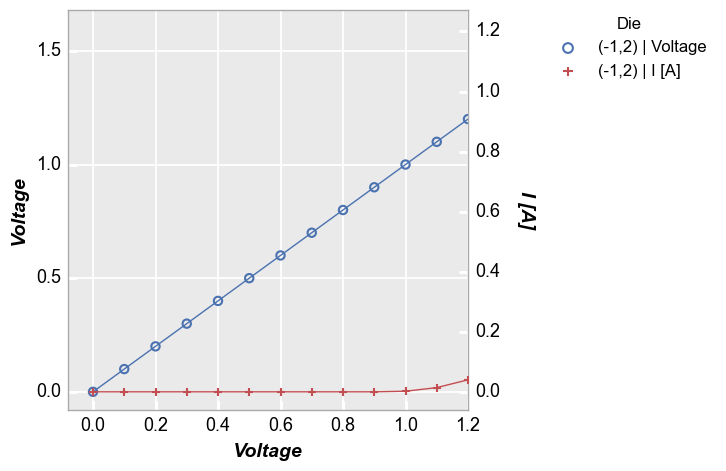 Die
(-1,2) | Voltage
(-1,2) | I [A]
1.5
1.0
0.5
0.0
Voltage
1.2
1.0
0.8
0.6
0.4
0.2
0.0
I [A]
0.0 0.2 0.4 0.6 0.8 1.0 1.2
Voltage